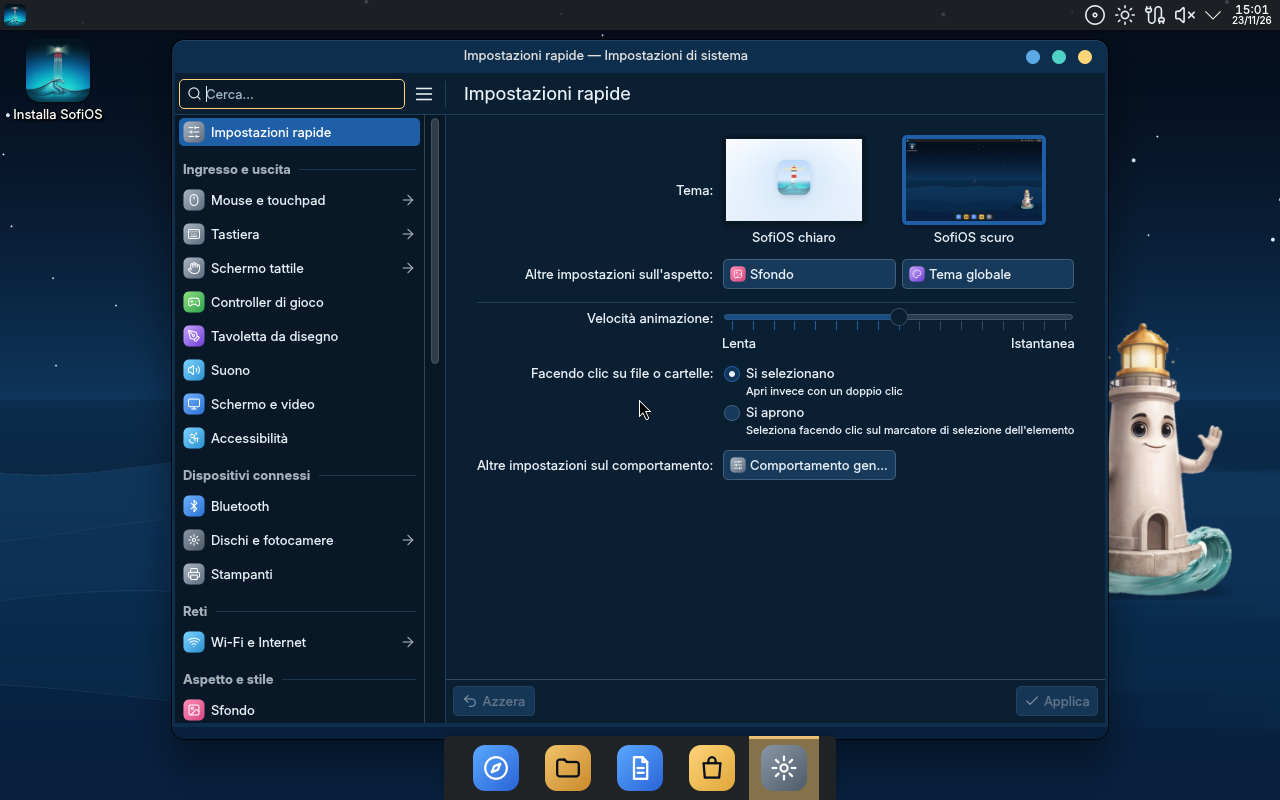 15:01
23/11/26
Installa SofiOS
Impostazioni rapide — Impostazioni di sistema
Cerca...
Impostazioni rapide
Impostazioni rapide
Ingresso e uscita
Mouse e touchpad
Tastiera
Schermo tattile
Controller di gioco
Tavoletta da disegno
Suono
Schermo e video
Accessibilità
Dispositivi connessi
Bluetooth
Dischi e fotocamere
Stampanti
Reti
Wi-Fi e Internet
Aspetto e stile
Sfondo
Tema:
SofiOS chiaro
SofiOS scuro
Altre impostazioni sull'aspetto:
Sfondo
Tema globale
Velocità animazione:
Lenta
Istantanea
Facendo clic su file o cartelle:
Si selezionano
Apri invece con un doppio clic
Si aprono
Seleziona facendo clic sul marcatore di selezione dell'elemento
Altre impostazioni sul comportamento:
Comportamento gen...
Azzera
Applica